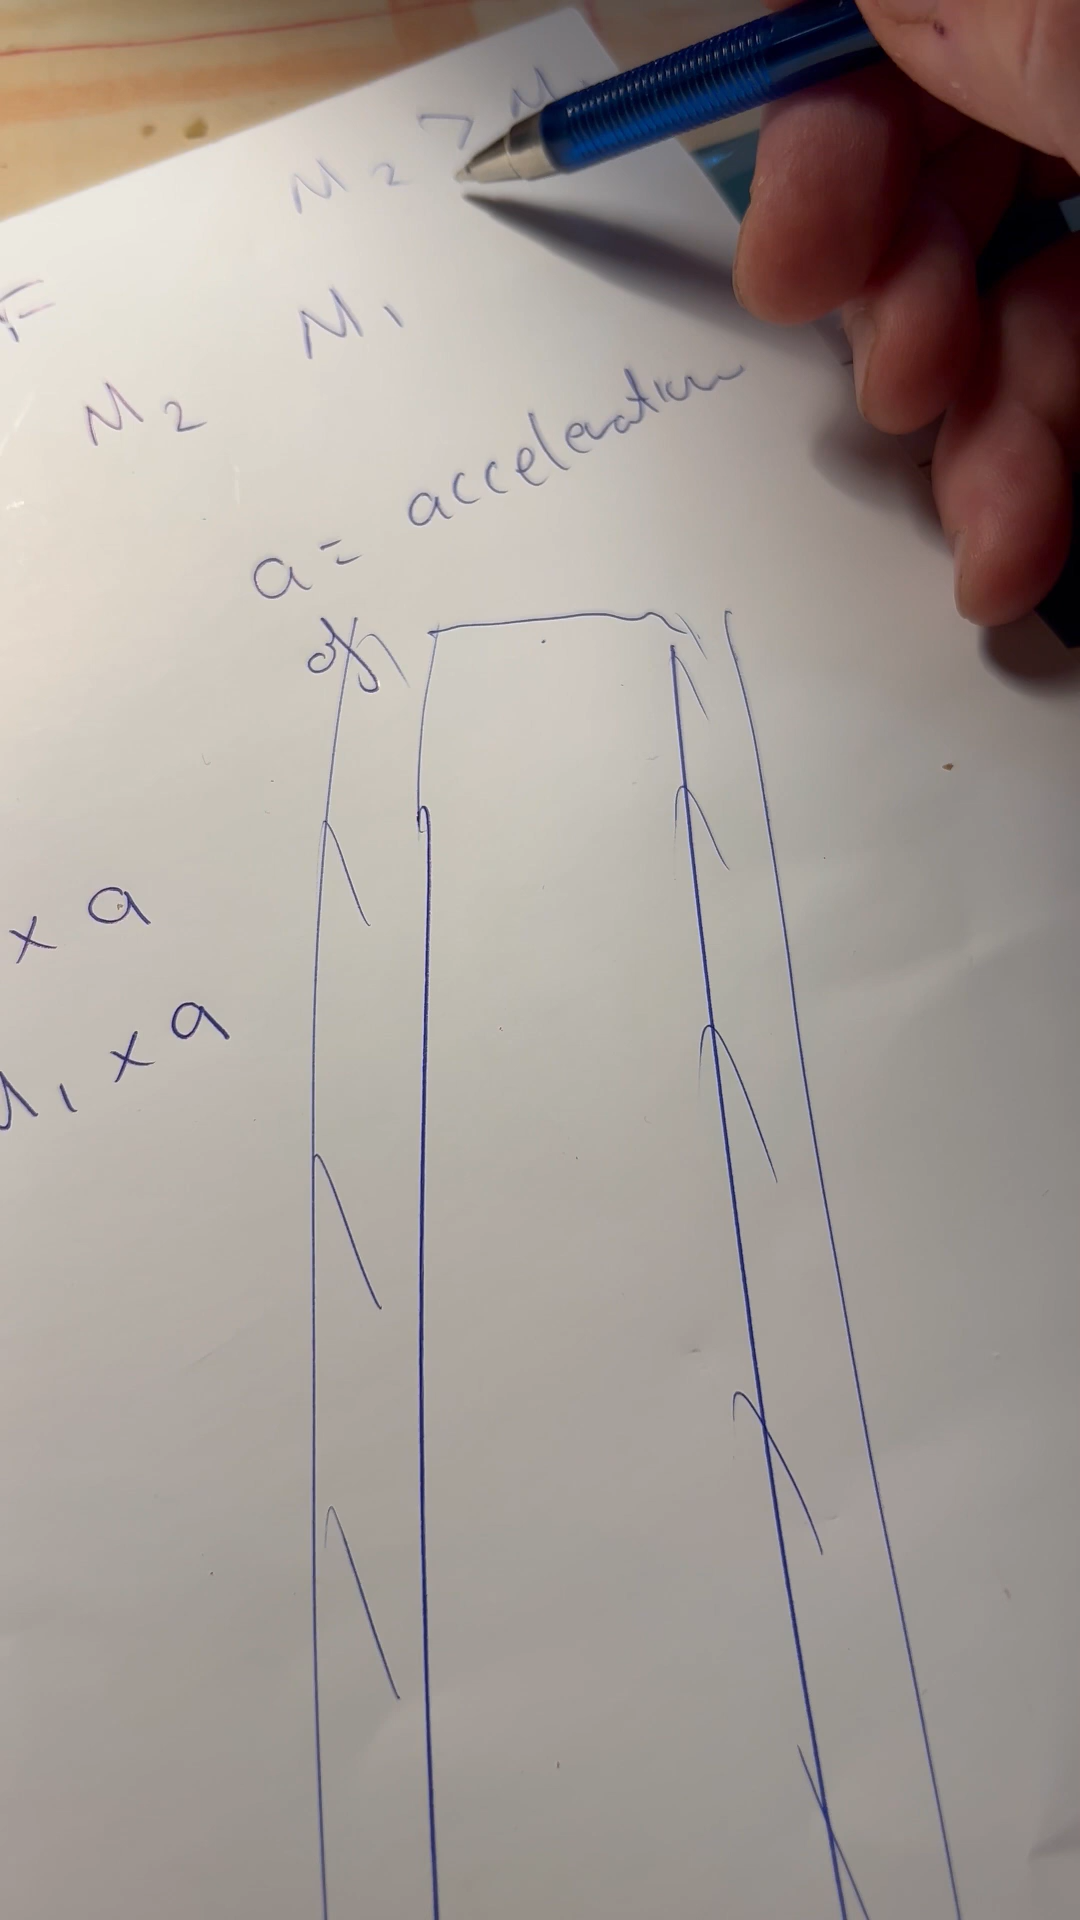 M2 > M
F
M1
M2
a = acceleration
of
x a
M1 x a